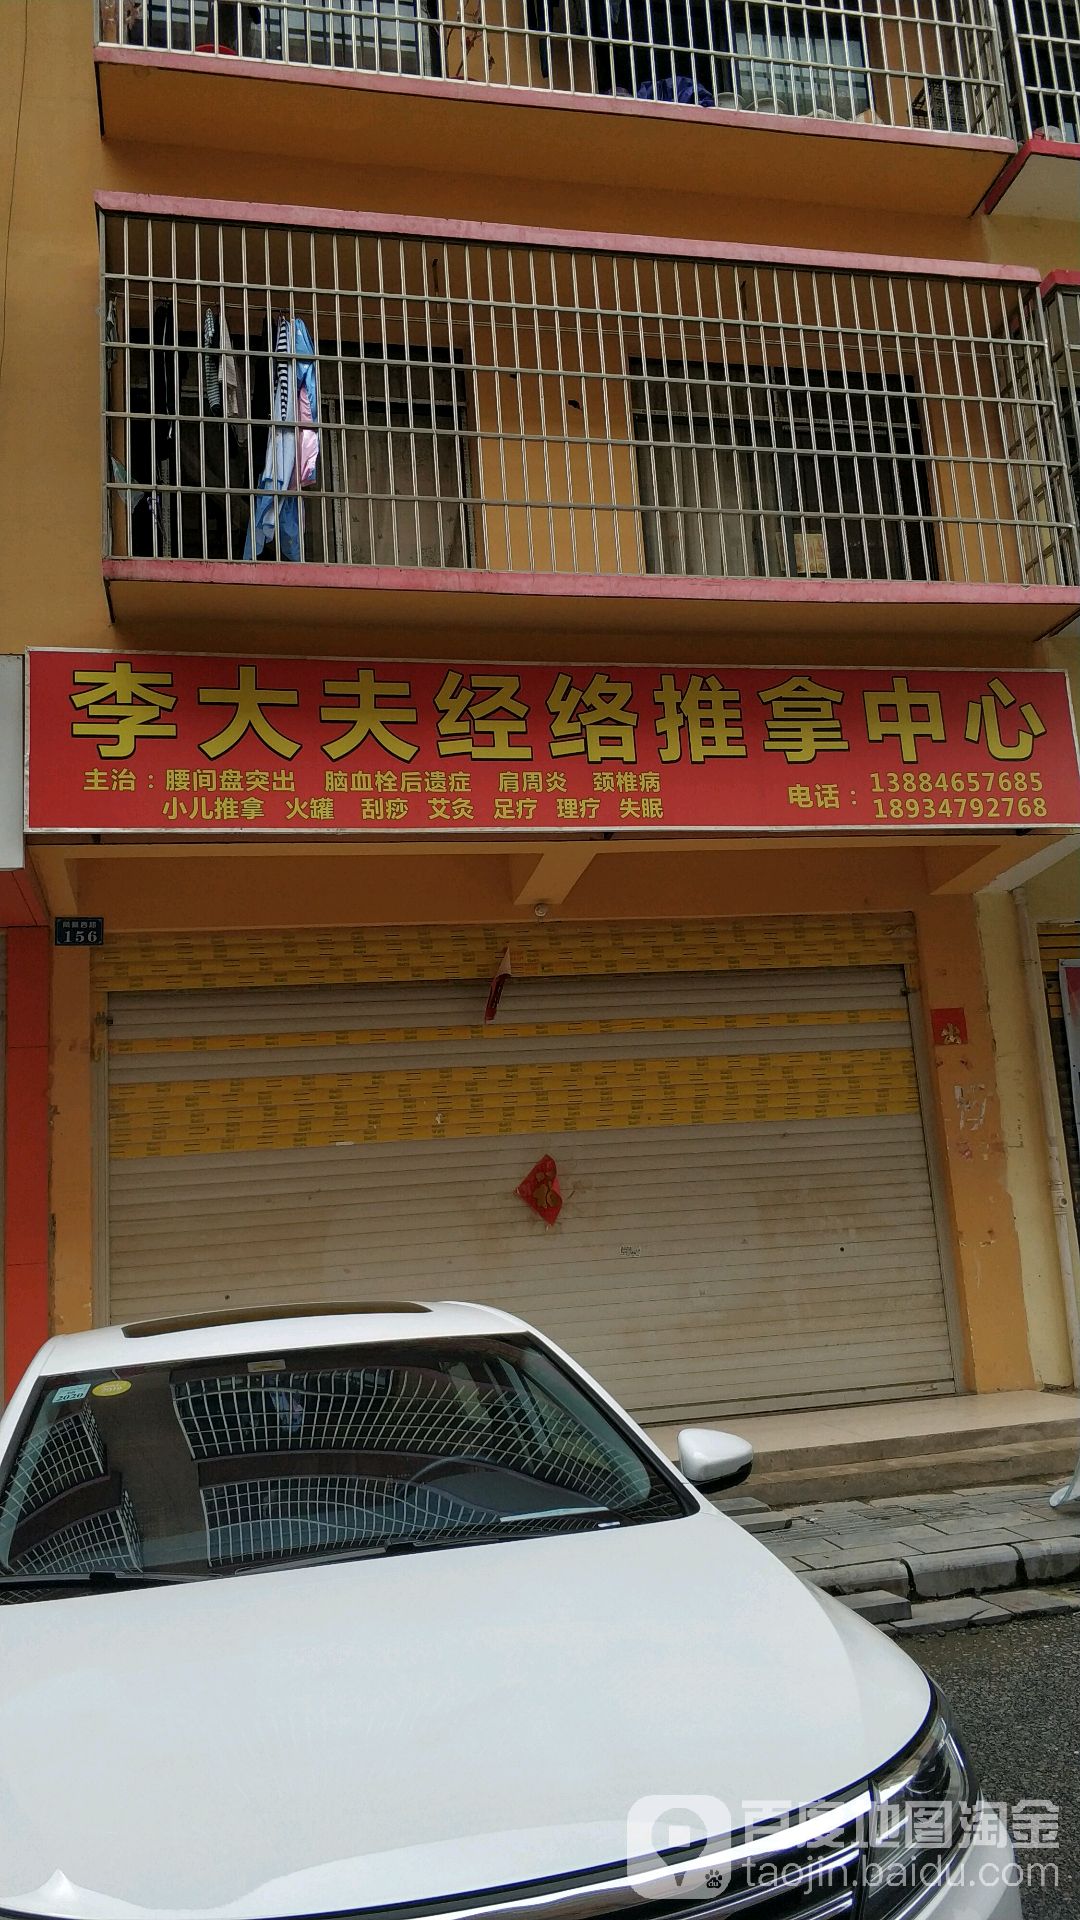 李大夫经络推拿中心
主治：腰间盘突出 脑血栓后遗症 肩周炎 颈椎病
小儿推拿 火罐 刮痧 艾灸 足疗 理疗 失眠
电话：
13884657685
18934792768
156
2020
百度地图淘金
taojin.baidu.com